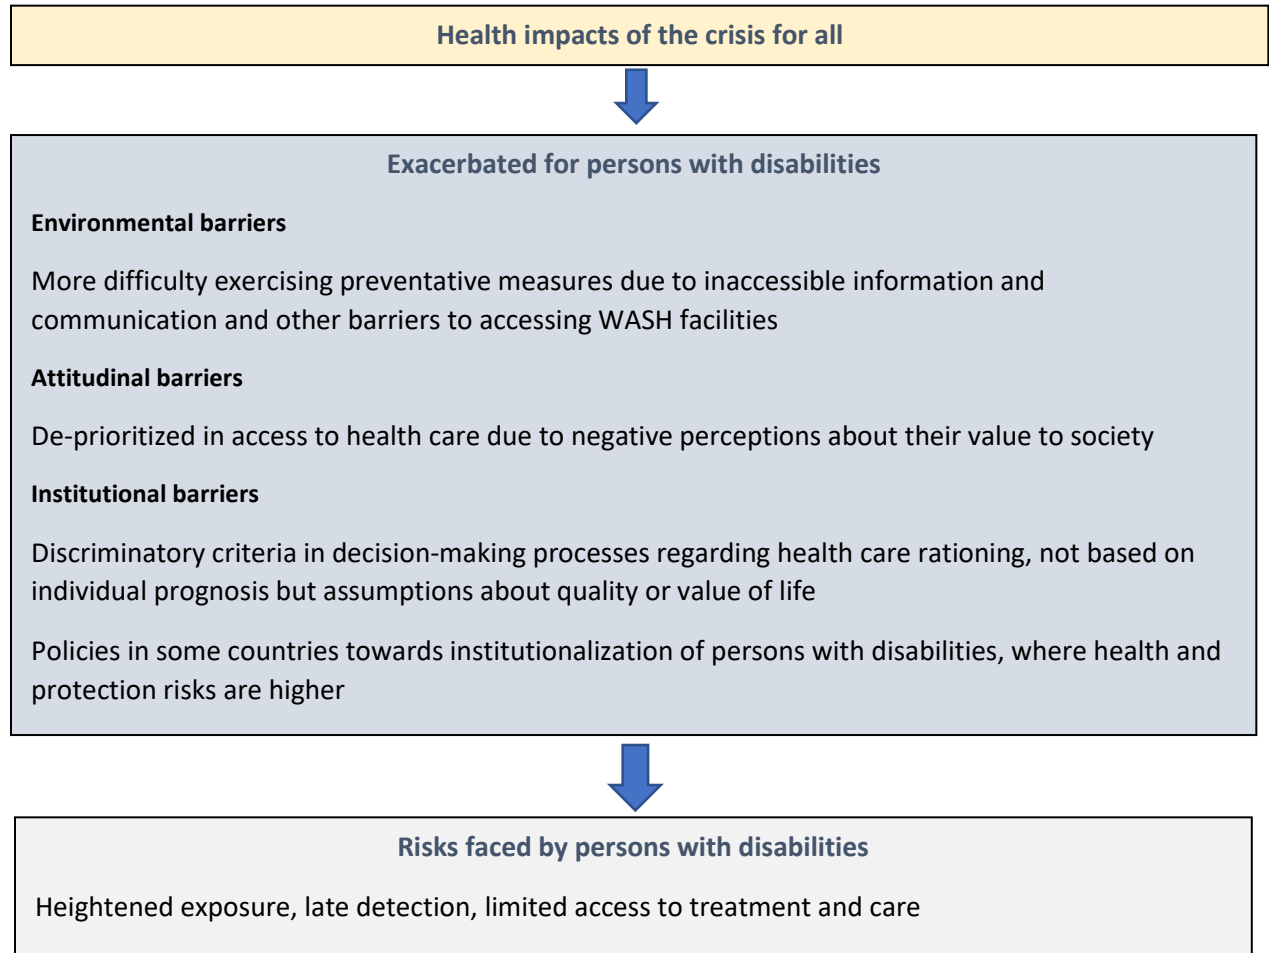 Health impacts of the crisis for all
Exacerbated for persons with disabilities
Environmental barriers
More difficulty exercising preventative measures due to inaccessible information and
communication and other barriers to accessing WASH facilities
Attitudinal barriers
De-prioritized in access to health care due to negative perceptions about their value to society
Institutional barriers
Discriminatory criteria in decision-making processes regarding health care rationing, not based on
individual prognosis but assumptions about quality or value of life
Policies in some countries towards institutionalization of persons with disabilities, where health and
protection risks are higher
Risks faced by persons with disabilities
Heightened exposure, late detection, limited access to treatment and care